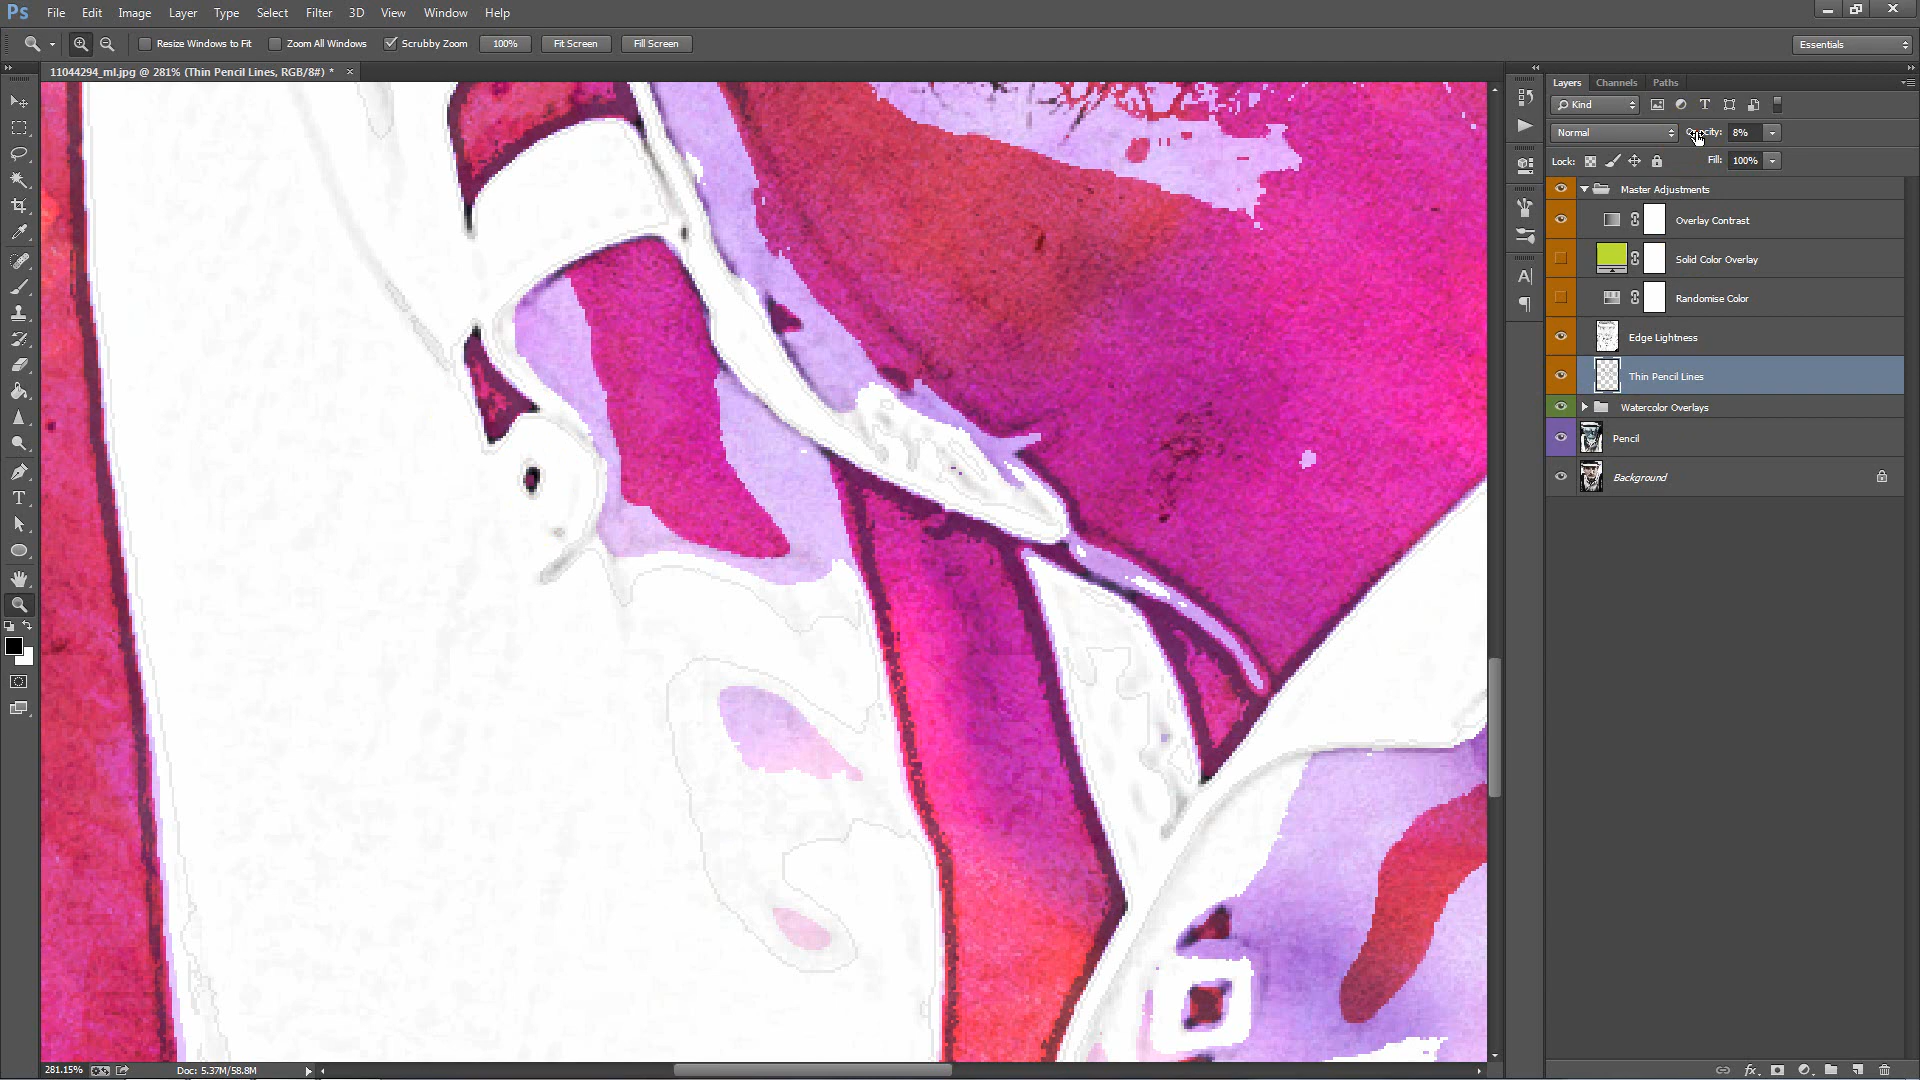 Ps File Edit Image Layer Type Select Filter 3D View Window Help
Resize Windows to Fit Zoom All Windows Scrubby Zoom 100% Fit Screen Fill Screen Essentials
11044294_ml.jpg @ 281% (Thin Pencil Lines, RGB/8#) * ×
Layers Channels Paths
Kind
Normal Opacity: 8%
Lock: Fill: 100%
Master Adjustments
Overlay Contrast
Solid Color Overlay
Randomise Color
Edge Lightness
Thin Pencil Lines
Watercolor Overlays
Pencil
Background
281.15% Doc: 5.37M/58.8M